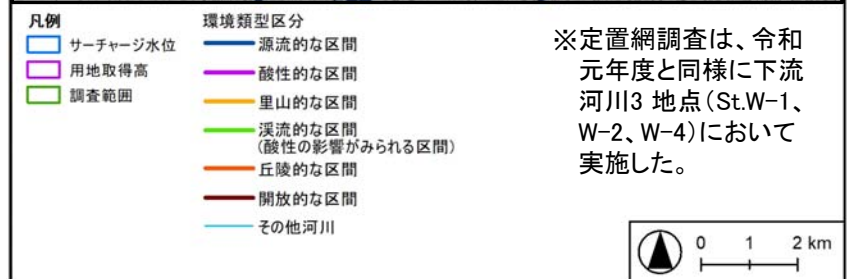 凡例
サーチャージ水位
用地取得高
調査範囲
環境類型区分
源流的な区間
酸性的な区間
里山的な区間
渓流的な区間
(酸性の影響がみられる区間)
丘陵的な区間
開放的な区間
その他河川
※定置網調査は、令和
元年度と同様に下流
河川3 地点(St.W-1、
W-2、W-4)において
実施した。
0 1 2 km